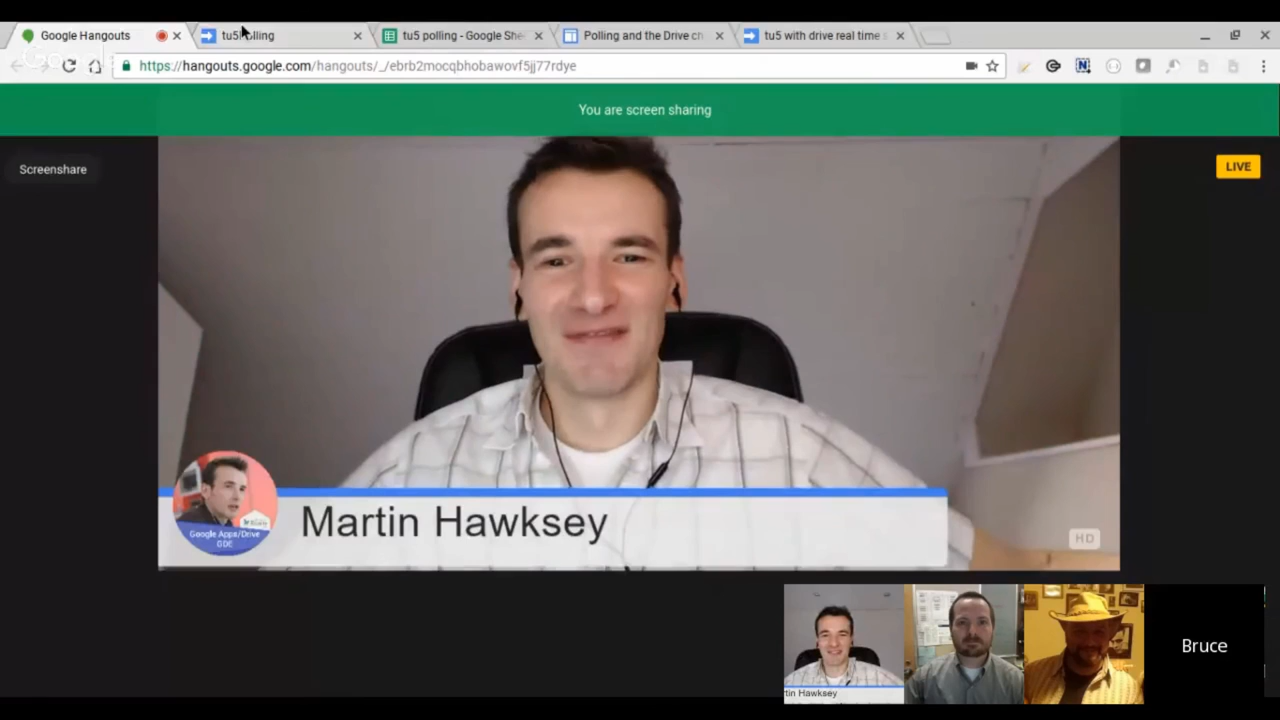 Google Hangouts
tu5 polling
tu5 polling - Google She
Polling and the Drive ch
tu5 with drive real time s
https://hangouts.google.com/hangouts/_/ebrb2mocqbhobawovf5jj77rdye
You are screen sharing
Screenshare
LIVE
Google Apps/Drive
GDE
Martin Hawksey
HD
tin Hawksey
Bruce